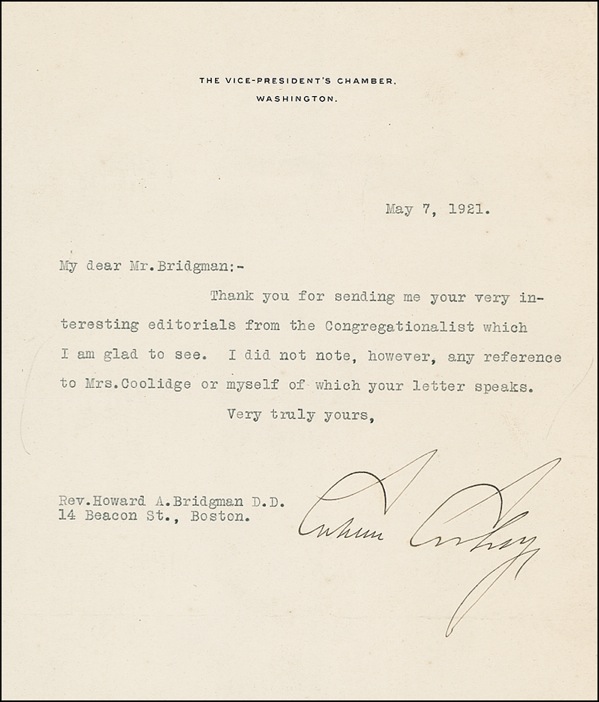 THE VICE-PRESIDENT'S CHAMBER.
WASHINGTON.
May 7, 1921.
My dear Mr.Bridgman:-
Thank you for sending me your very in-
teresting editorials from the Congregationalist which
I am glad to see. I did not note, however, any reference
to Mrs.Coolidge or myself of which your letter speaks.
Very truly yours,
Rev.Howard A.Bridgman D.D.
14 Beacon St., Boston.
Calvin Coolidge